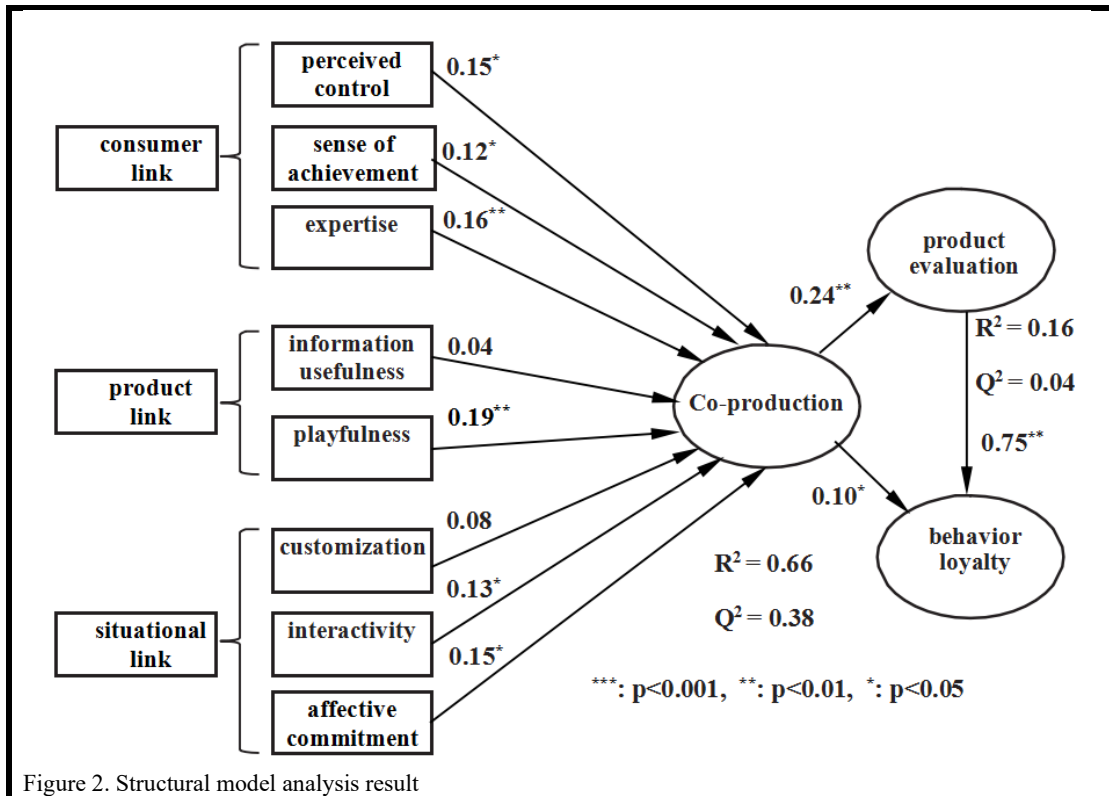 consumer
link
perceived
control
0.15*
sense of
achievement
0.12*
expertise
0.16**
product
link
information
usefulness
0.04
playfulness
0.19**
situational
link
customization
0.08
interactivity
0.13*
affective
commitment
0.15*
Co-production
0.24**
product
evaluation
R² = 0.16
Q² = 0.04
0.75**
0.10*
behavior
loyalty
R² = 0.66
Q² = 0.38
***: p<0.001, **: p<0.01, *: p<0.05
Figure 2. Structural model analysis result